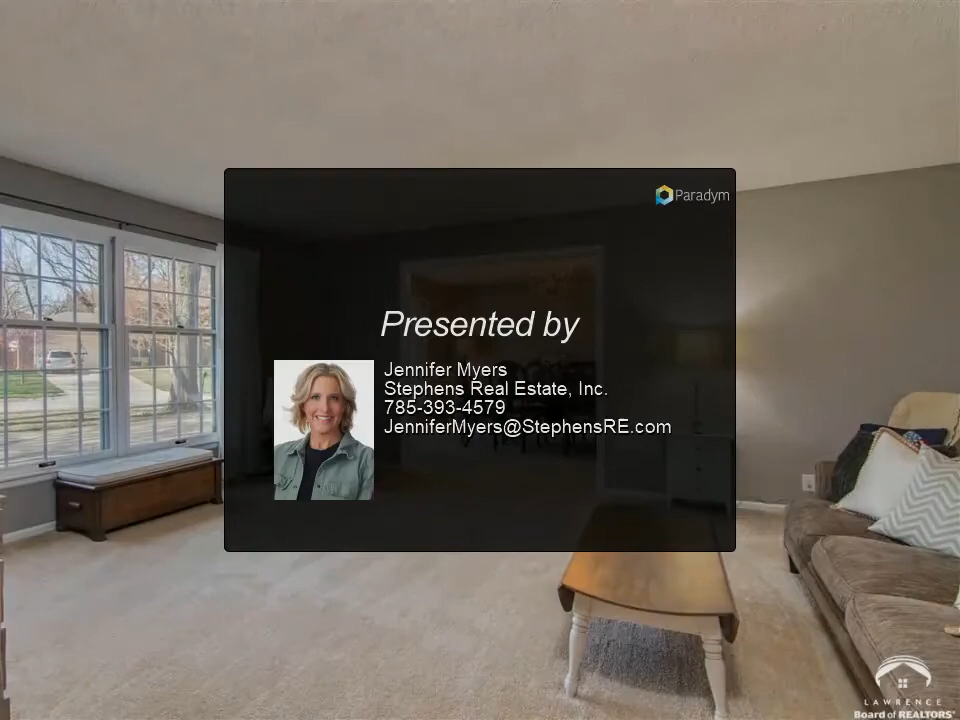 Paradym
Presented by
Jennifer Myers
Stephens Real Estate, Inc.
785-393-4579
JenniferMyers@StephensRE.com
LAWRENCE
Board of REALTORS®